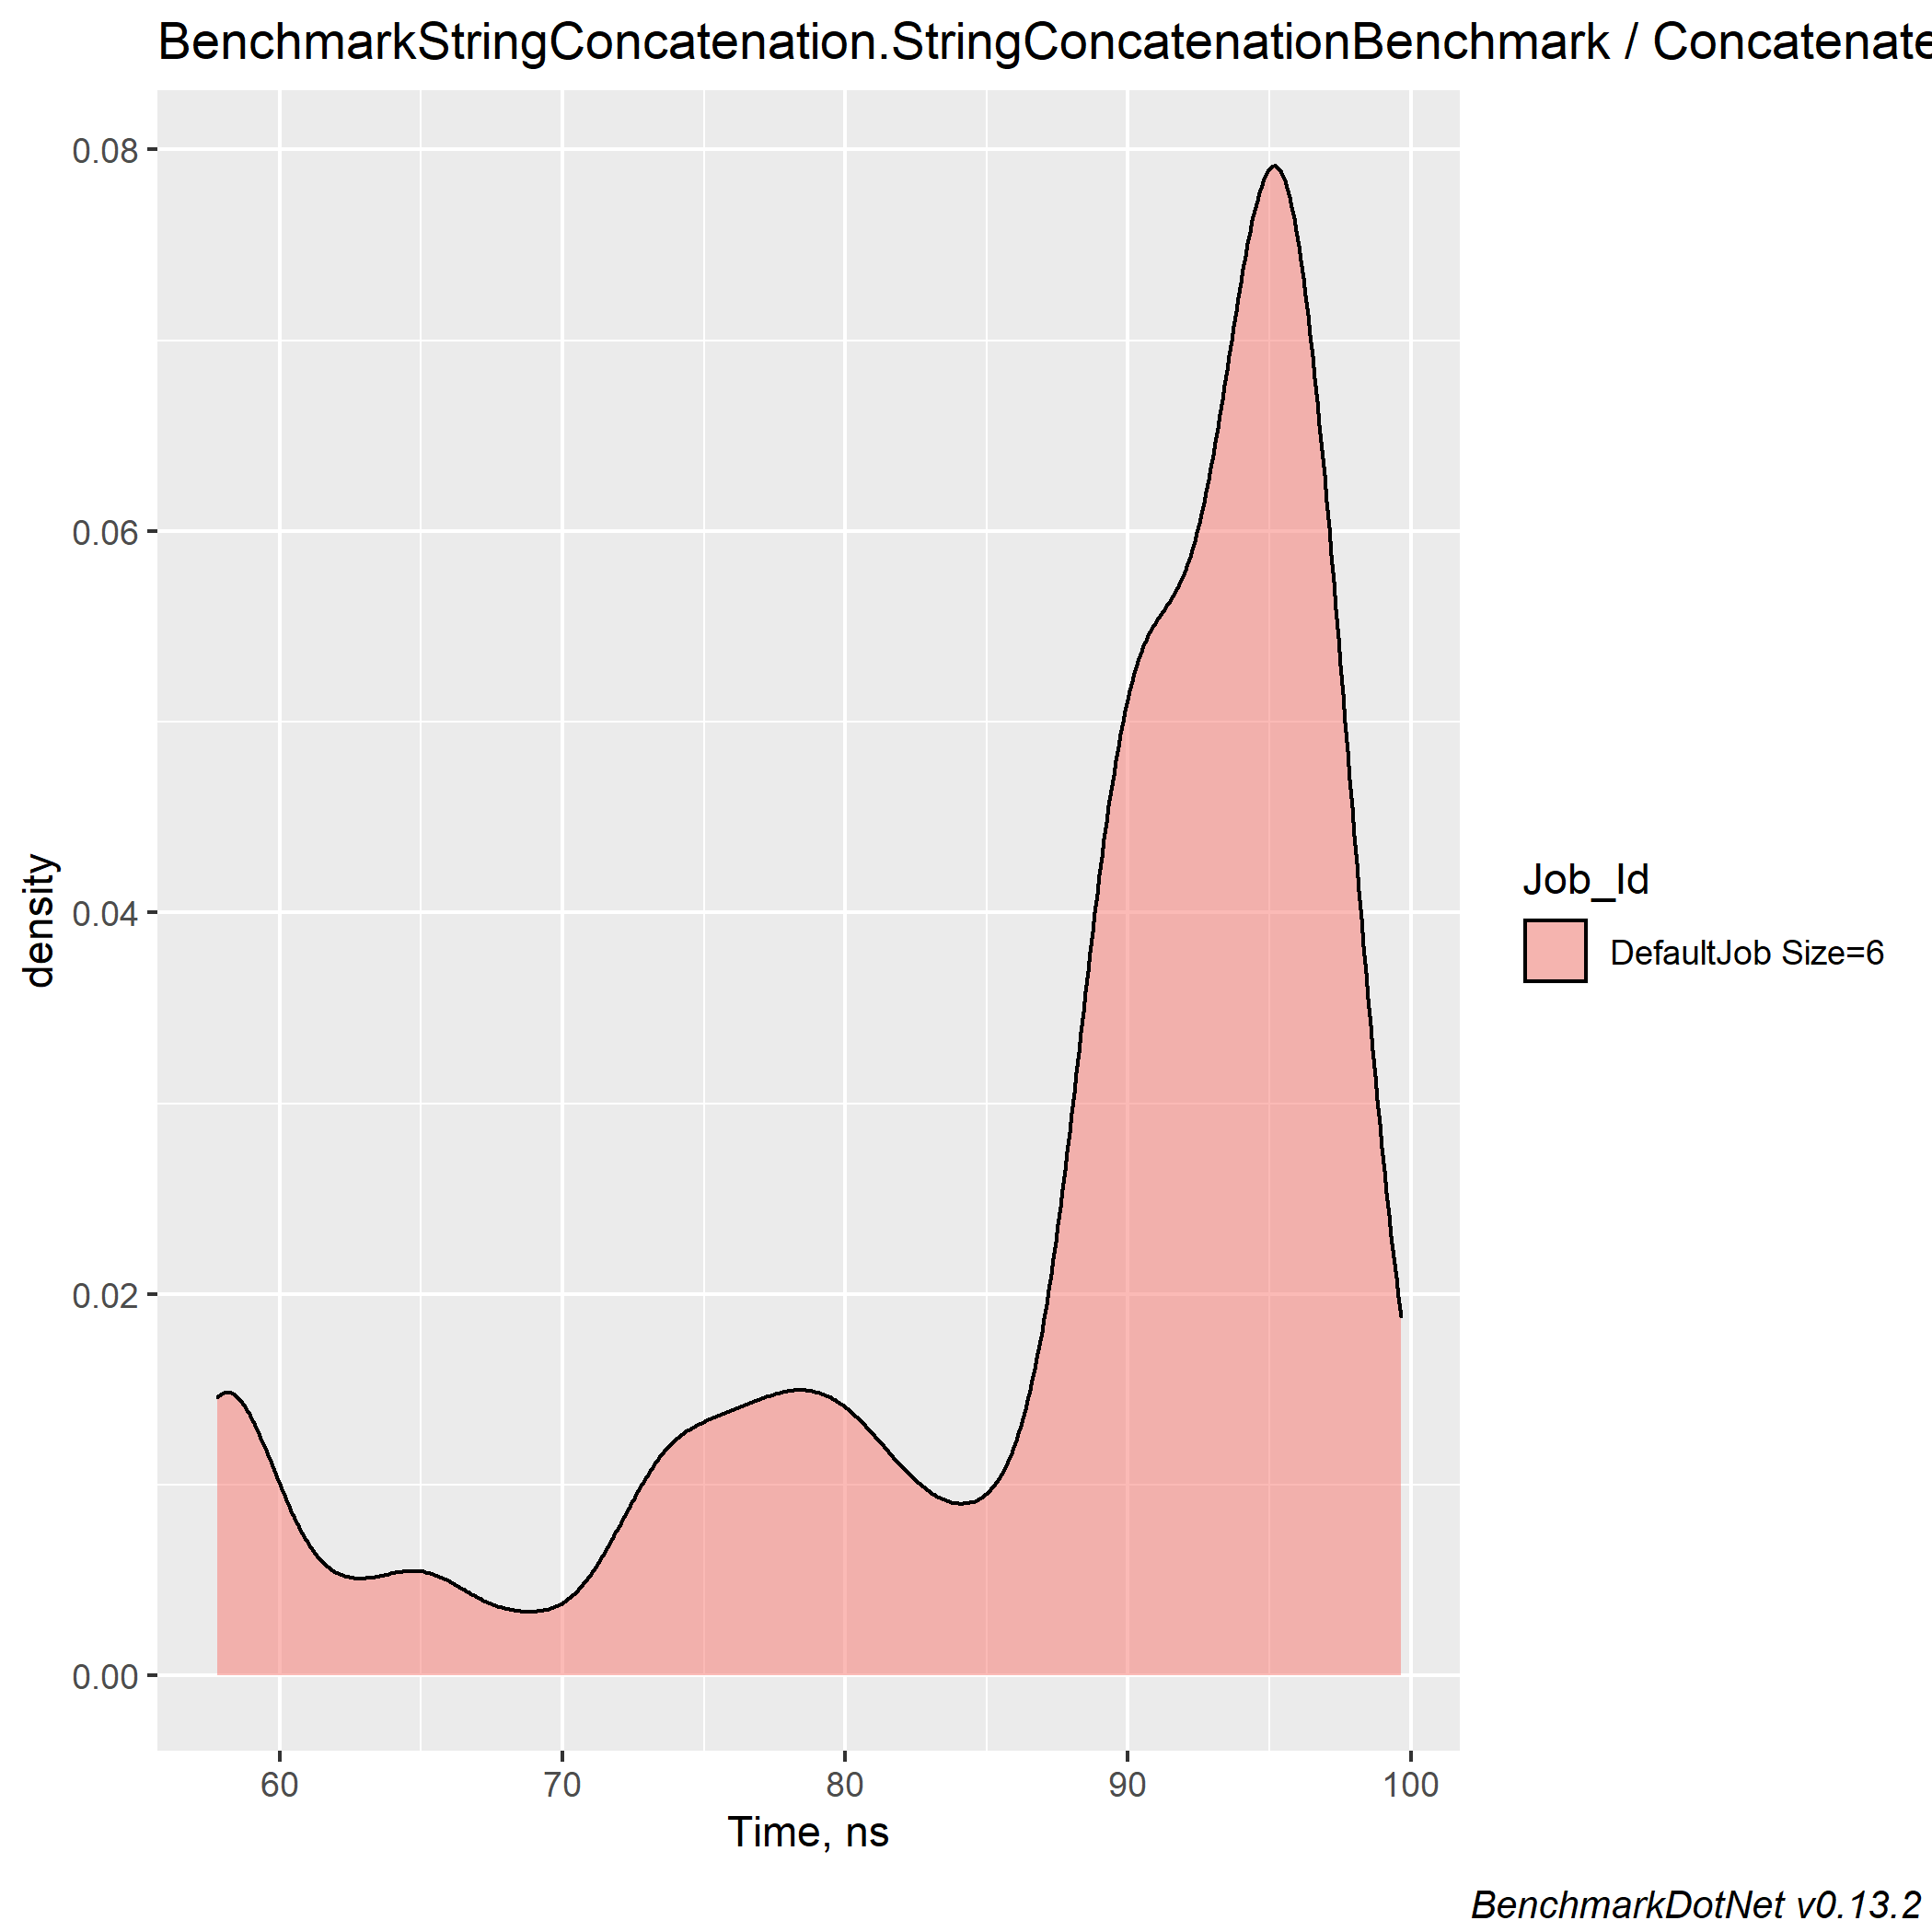 BenchmarkStringConcatenation.StringConcatenationBenchmark / Concatenate
0.08
0.06
0.04
0.02
0.00
density
60 70 80 90 100
Time, ns
Job_Id
DefaultJob Size=6
BenchmarkDotNet v0.13.2